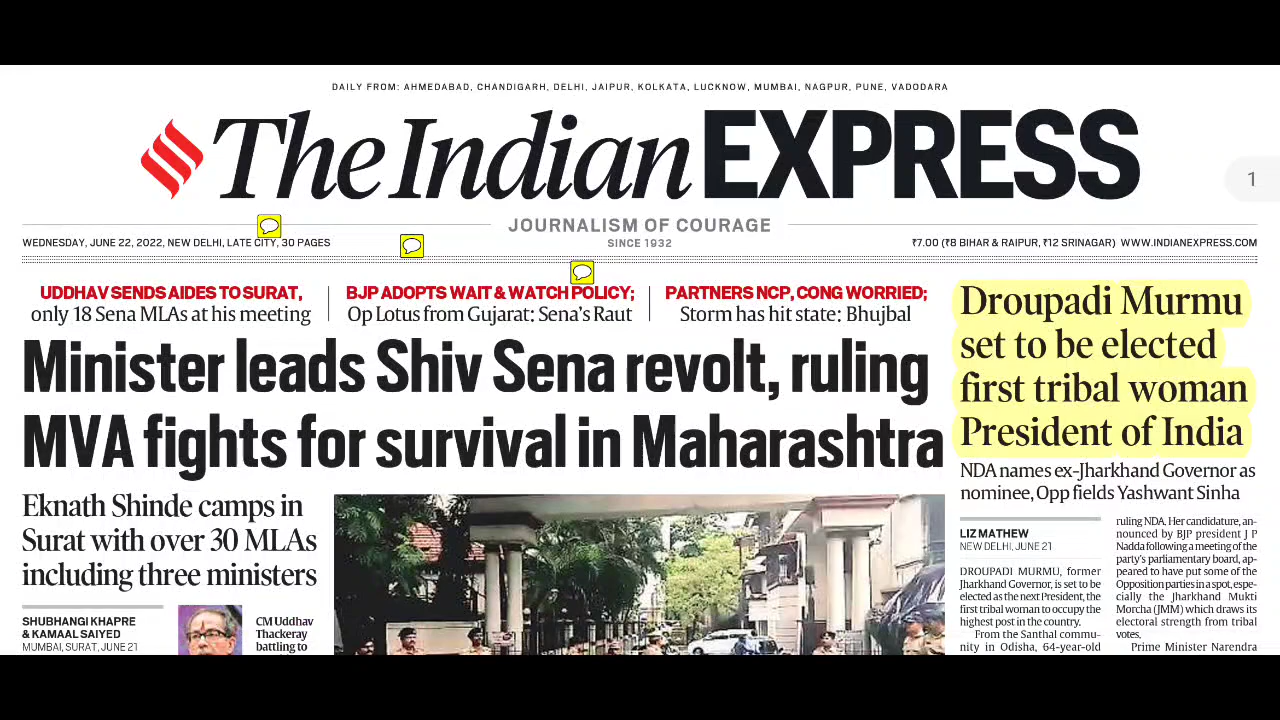 DAILY FROM: AHMEDABAD, CHANDIGARH, DELHI, JAIPUR, KOLKATA, LUCKNOW, MUMBAI, NAGPUR, PUNE, VADODARA
The Indian EXPRESS
1
JOURNALISM OF COURAGE
WEDNESDAY, JUNE 22, 2022, NEW DELHI, LATE CITY, 30 PAGES
SINCE 1932
₹7.00 (₹8 BIHAR & RAIPUR, ₹12 SRINAGAR) WWW.INDIANEXPRESS.COM
UDDHAV SENDS AIDES TO SURAT,
only 18 Sena MLAs at his meeting
BJP ADOPTS WAIT & WATCH POLICY;
Op Lotus from Gujarat: Sena's Raut
PARTNERS NCP, CONG WORRIED;
Storm has hit state: Bhujbal
Minister leads Shiv Sena revolt, ruling
MVA fights for survival in Maharashtra
Eknath Shinde camps in
Surat with over 30 MLAs
including three ministers
SHUBHANGI KHAPRE
& KAMAAL SAIYED
MUMBAI, SURAT, JUNE 21
CM Uddhav
Thackeray
battling to
Droupadi Murmu
set to be elected
first tribal woman
President of India
NDA names ex-Jharkhand Governor as
nominee, Opp fields Yashwant Sinha
LIZ MATHEW
NEW DELHI, JUNE 21
DROUPADI MURMU, former
Jharkhand Governor, is set to be
elected as the next President, the
first tribal woman to occupy the
highest post in the country.
From the Santhal commu-
nity in Odisha, 64-year-old
ruling NDA. Her candidature, an-
nounced by BJP president J P
Nadda following a meeting of the
party's parliamentary board, ap-
peared to have put some of the
Opposition parties in a spot, espe-
cially the Jharkhand Mukti
Morcha (JMM) which draws its
electoral strength from tribal
votes.
Prime Minister Narendra